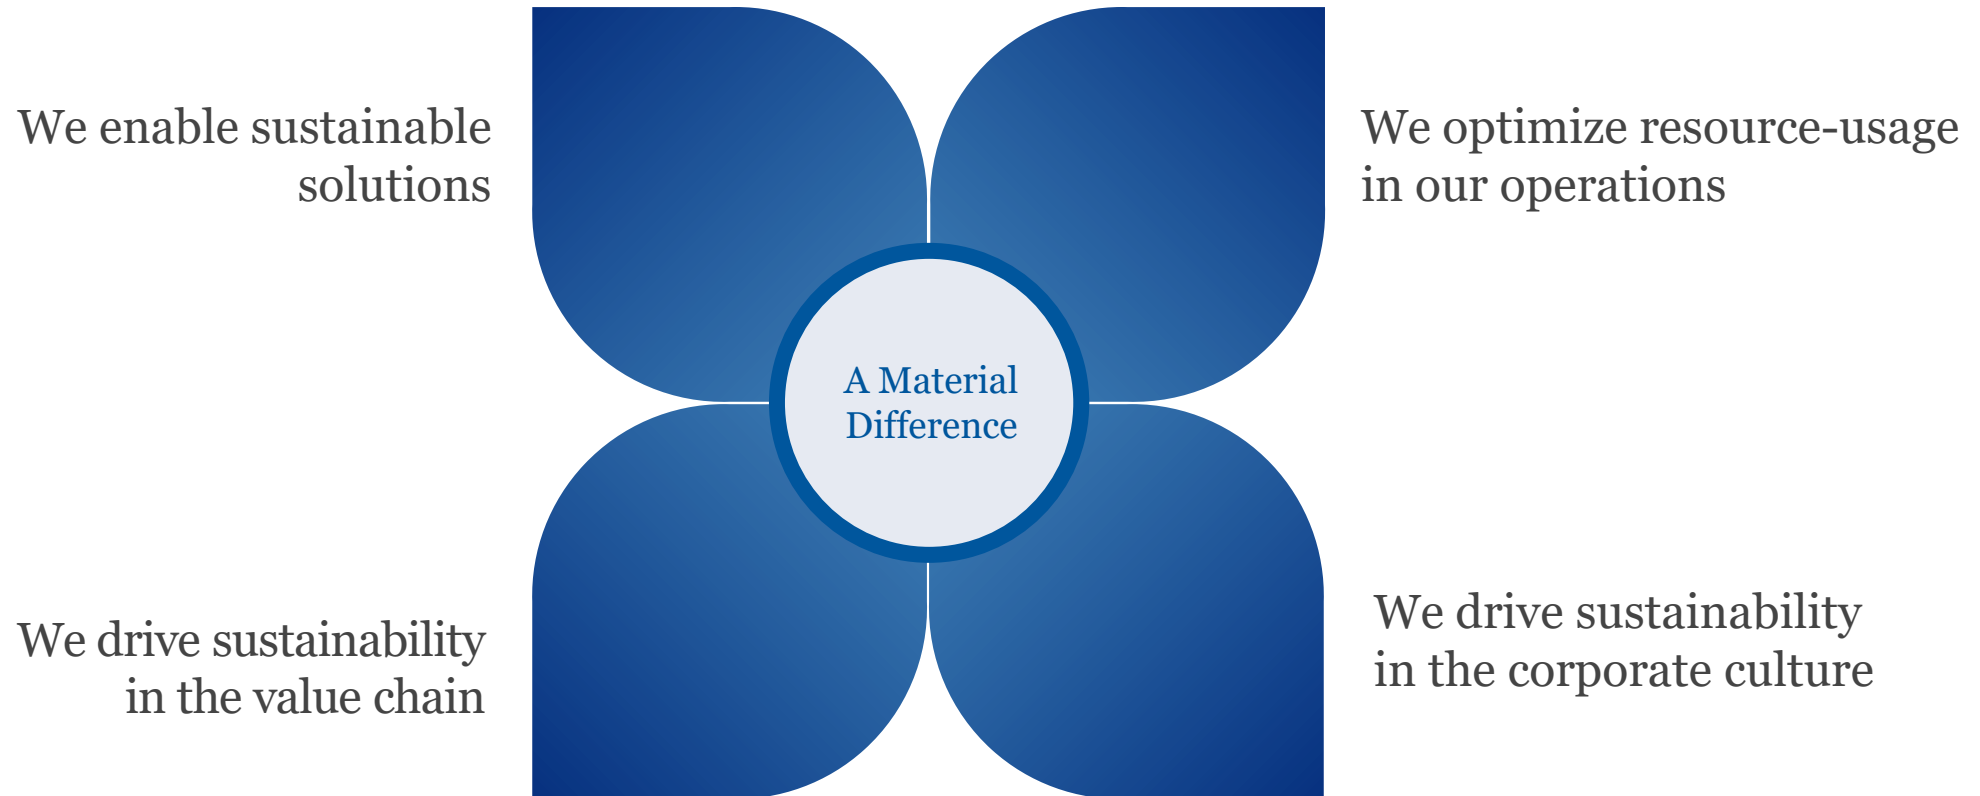 We enable sustainable
solutions
We optimize resource-usage
in our operations
A Material
Difference
We drive sustainability
in the value chain
We drive sustainability
in the corporate culture